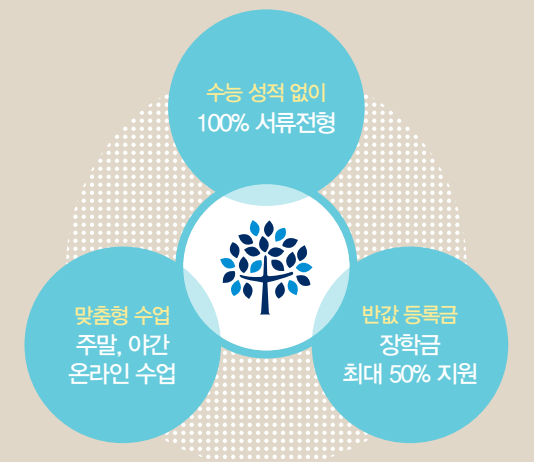 수능 성적 없이
100% 서류전형
맞춤형 수업
주말, 야간
온라인 수업
반값 등록금
장학금
최대 50% 지원